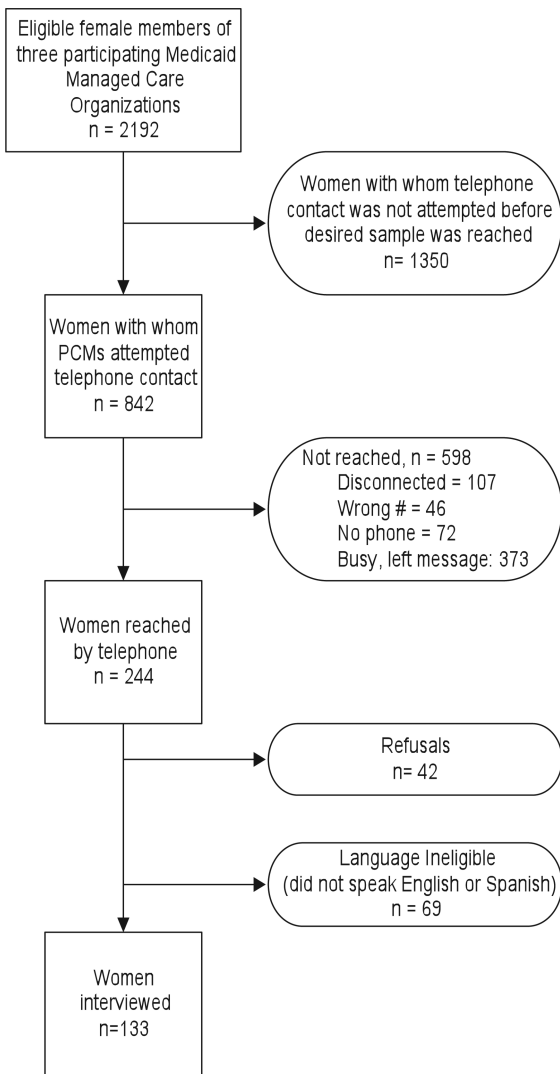 Eligible female members of
three participating Medicaid
Managed Care
Organizations
n = 2192
Women with whom telephone
contact was not attempted before
desired sample was reached
n= 1350
Women with whom
PCMs attempted
telephone contact
n = 842
Not reached, n = 598
Disconnected = 107
Wrong # = 46
No phone = 72
Busy, left message: 373
Women reached
by telephone
n = 244
Refusals
n= 42
Language Ineligible
(did not speak English or Spanish)
n = 69
Women
interviewed
n=133